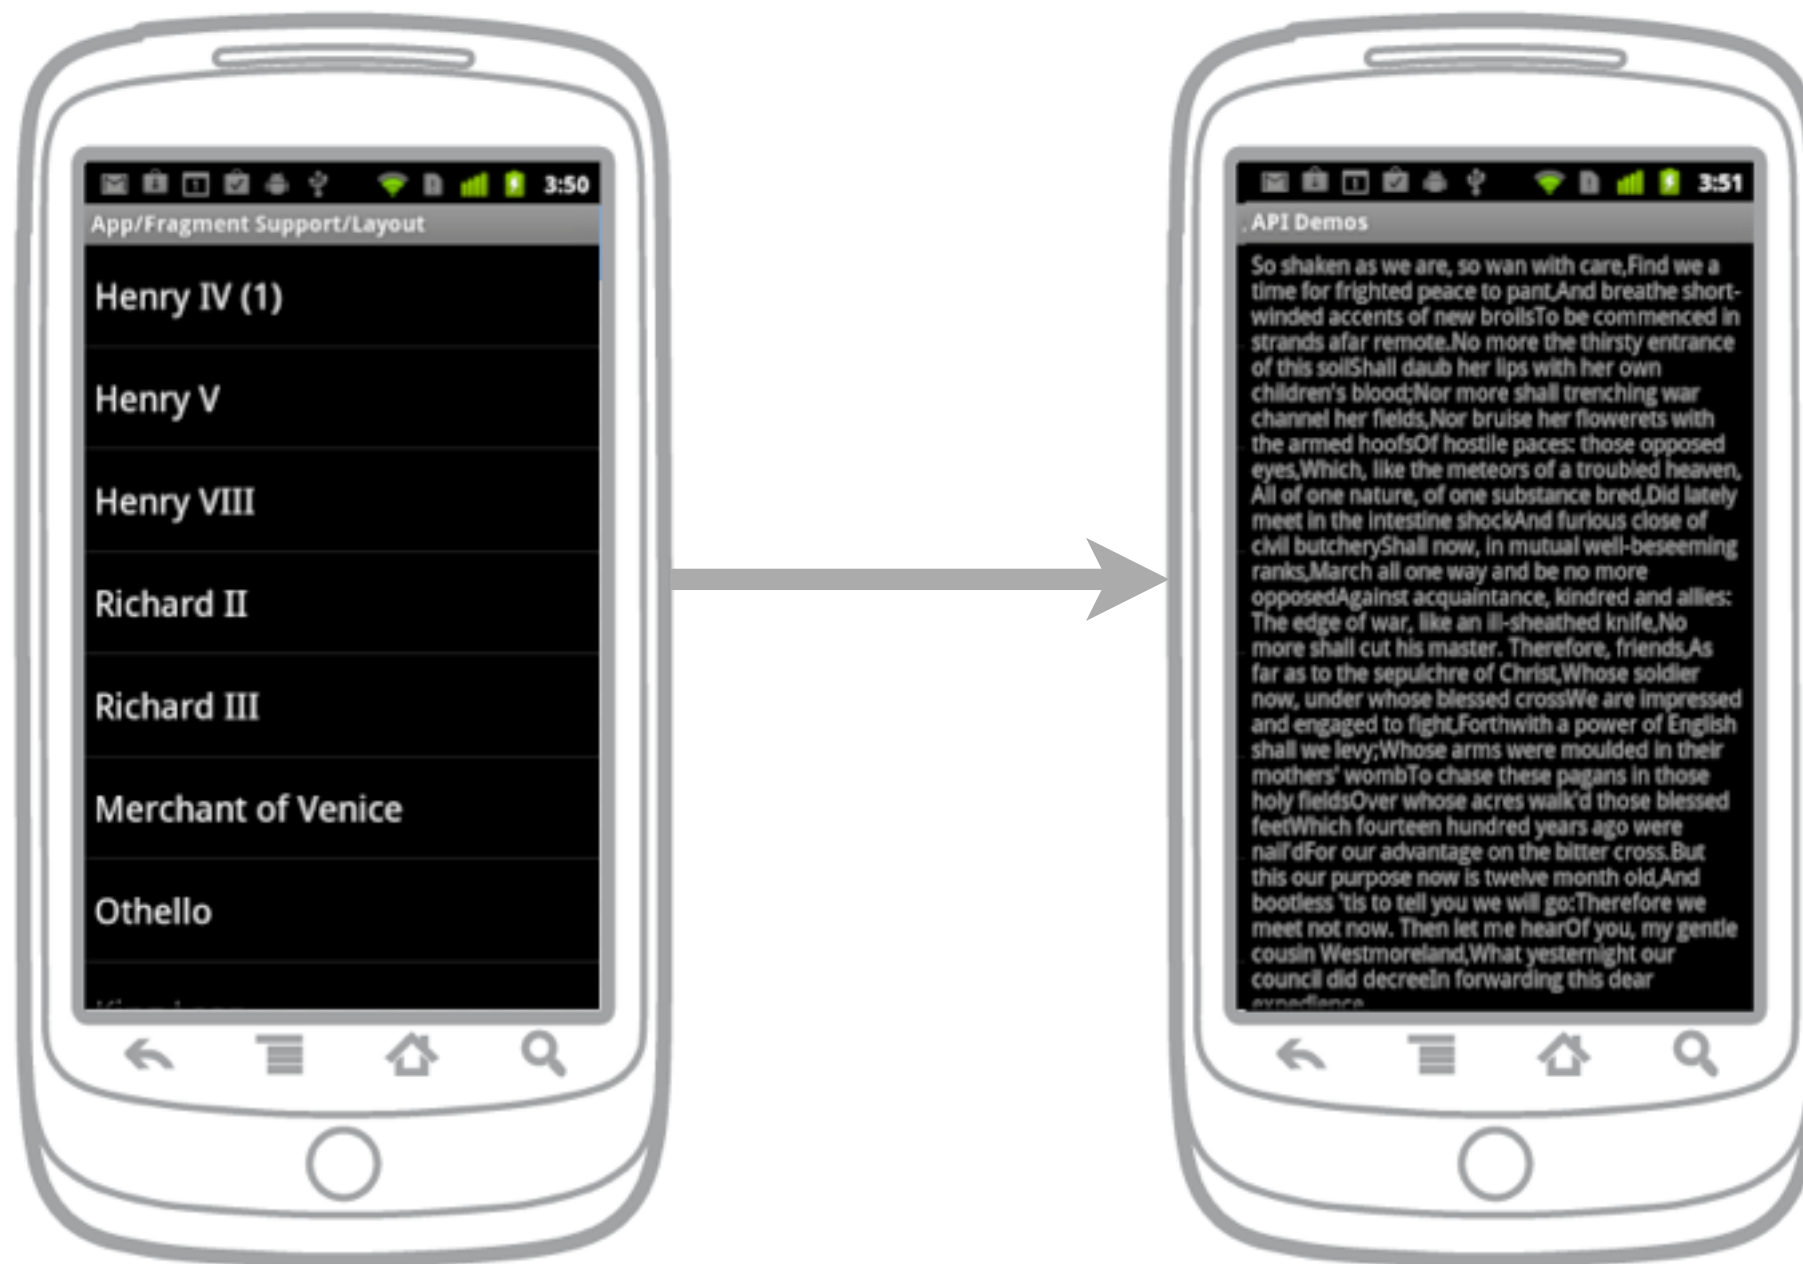 3:50
App/Fragment Support/Layout
Henry IV (1)
Henry V
Henry VIII
Richard II
Richard III
Merchant of Venice
Othello
King Lear
3:51
API Demos
So shaken as we are, so wan with care,Find we a
time for frighted peace to pant,And breathe short-
winded accents of new broilsTo be commenced in
strands afar remote.No more the thirsty entrance
of this soilShall daub her lips with her own
children's blood;Nor more shall trenching war
channel her fields,Nor bruise her flowerets with
the armed hoofsOf hostile paces: those opposed
eyes,Which, like the meteors of a troubled heaven,
All of one nature, of one substance bred,Did lately
meet in the intestine shockAnd furious close of
civil butcheryShall now, in mutual well-beseeming
ranks,March all one way and be no more
opposedAgainst acquaintance, kindred and allies:
The edge of war, like an ill-sheathed knife,No
more shall cut his master. Therefore, friends,As
far as to the sepulchre of Christ,Whose soldier
now, under whose blessed crossWe are impressed
and engaged to fight,Forthwith a power of English
shall we levy;Whose arms were moulded in their
mothers' wombTo chase these pagans in those
holy fieldsOver whose acres walk'd those blessed
feetWhich fourteen hundred years ago were
nail'dFor our advantage on the bitter cross.But
this our purpose now is twelve month old,And
bootless 'tis to tell you we will go:Therefore we
meet not now. Then let me hearOf you, my gentle
cousin Westmoreland,What yesternight our
council did decreeIn forwarding this dear
expedience